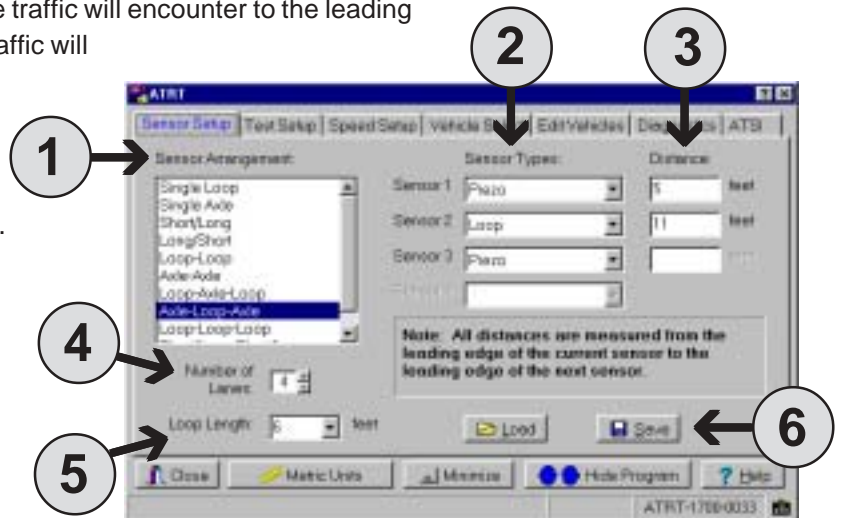 e traffic will encounter to the leading
affic will
.
2
3
ATRT
Sensor Setup Test Setup Speed Setup Vehicle Edit Vehicles ATSI
1
Sensor Arrangement: Sensor Types: Distance:
Single Loop
Single Axle
Short/Long
Long/Short
Loop-Loop
Axle-Axle
Loop-Axle-Loop
Axle-Loop-Axle
Loop-Loop-Loop
Sensor 1 Piezo 5 feet
Sensor 2 Loop 11 feet
Sensor 3 Piezo
Note: All distances are measured from the
leading edge of the current sensor to the
leading edge of the next sensor.
4
Number of
Lanes: 4
Loop Length: 6 feet
Load Save
6
5
Close Metric Units Minimize Hide Program ? Help
ATRT-1700-0033